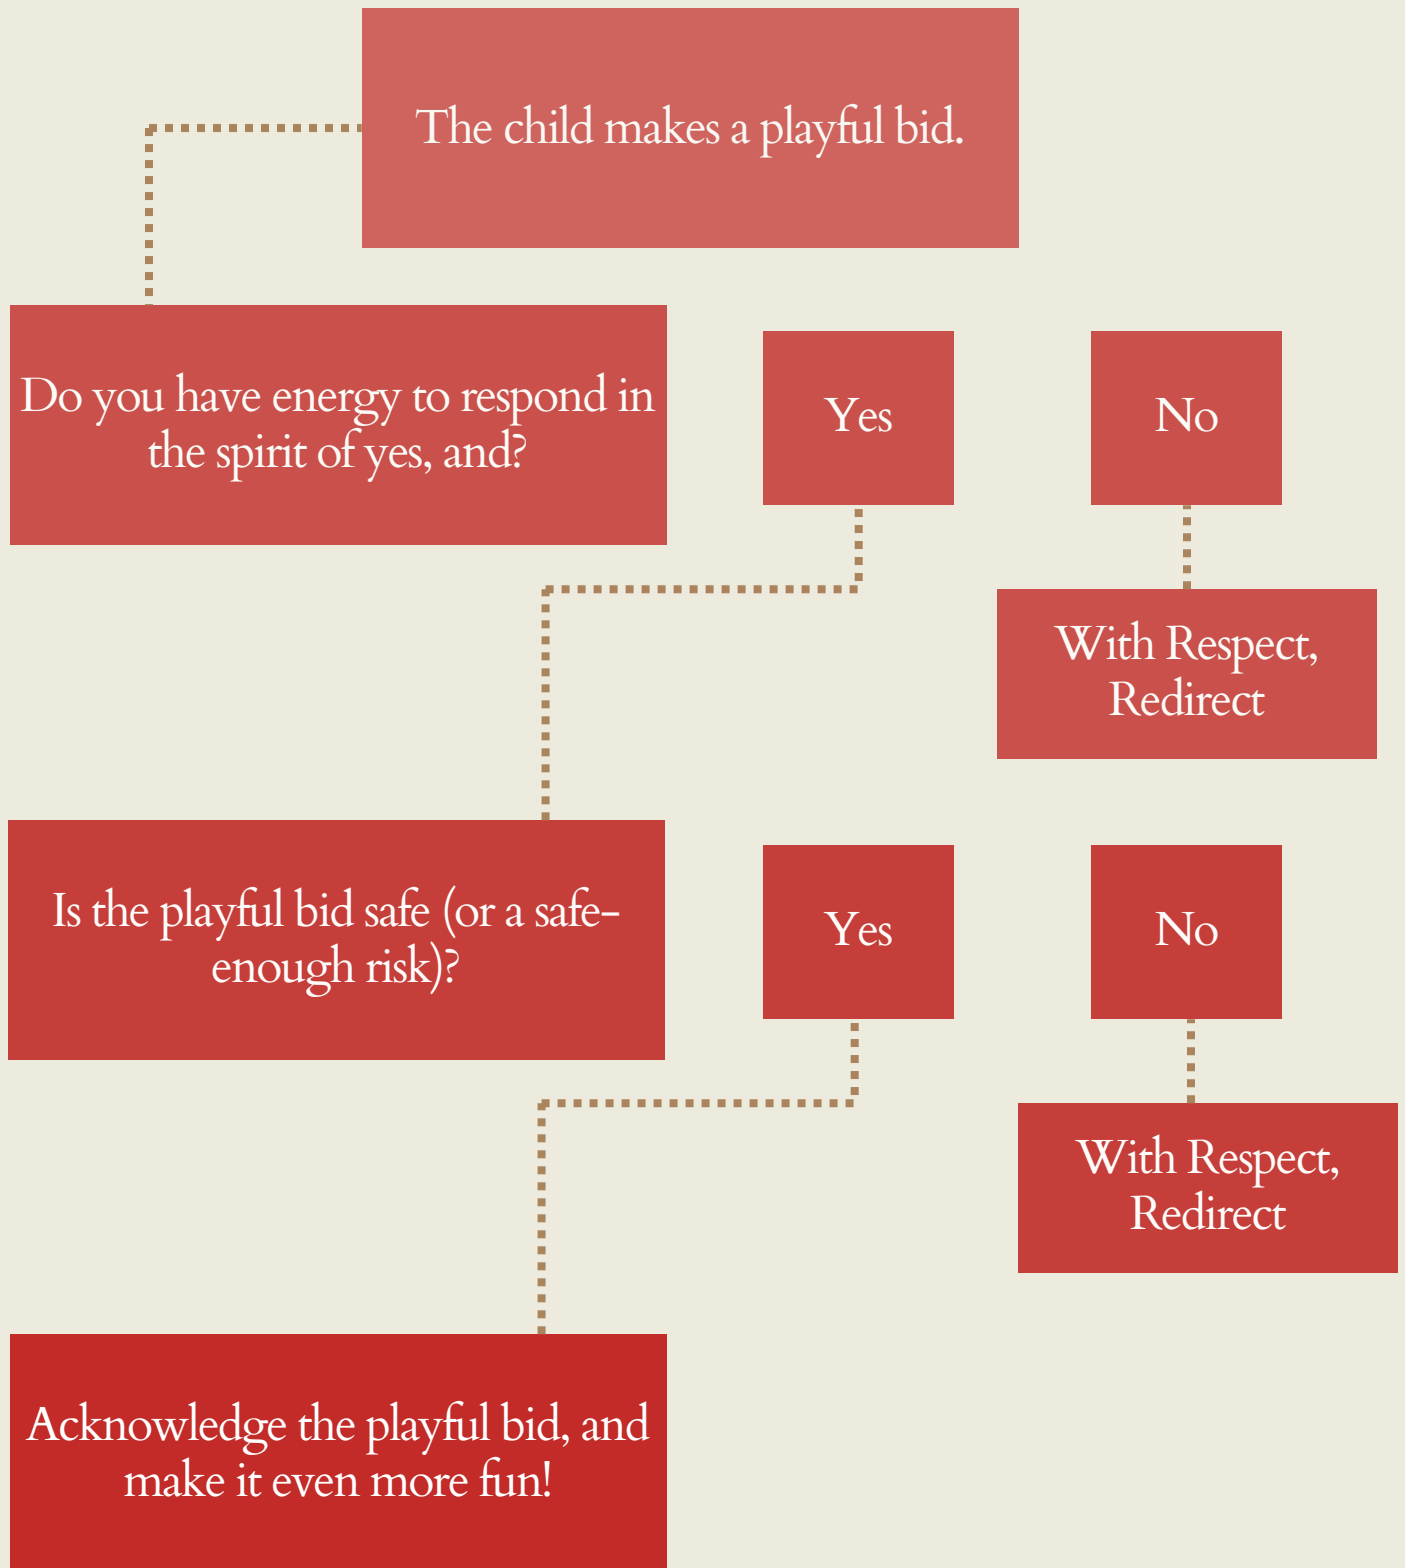 The child makes a playful bid.
Do you have energy to respond in
the spirit of yes, and?
Yes
No
With Respect,
Redirect
Is the playful bid safe (or a safe-
enough risk)?
Yes
No
With Respect,
Redirect
Acknowledge the playful bid, and
make it even more fun!